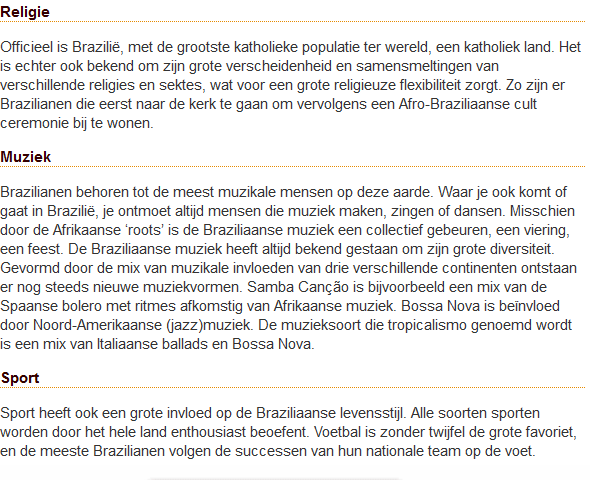 Religie
Officieel is Brazilië, met de grootste katholieke populatie ter wereld, een katholiek land. Het
is echter ook bekend om zijn grote verscheidenheid en samensmeltingen van
verschillende religies en sektes, wat voor een grote religieuze flexibiliteit zorgt. Zo zijn er
Brazilianen die eerst naar de kerk te gaan om vervolgens een Afro-Braziliaanse cult
ceremonie bij te wonen.
Muziek
Brazilianen behoren tot de meest muzikale mensen op deze aarde. Waar je ook komt of
gaat in Brazilië, je ontmoet altijd mensen die muziek maken, zingen of dansen. Misschien
door de Afrikaanse ‘roots’ is de Braziliaanse muziek een collectief gebeuren, een viering,
een feest. De Braziliaanse muziek heeft altijd bekend gestaan om zijn grote diversiteit.
Gevormd door de mix van muzikale invloeden van drie verschillende continenten ontstaan
er nog steeds nieuwe muziekvormen. Samba Canção is bijvoorbeeld een mix van de
Spaanse bolero met ritmes afkomstig van Afrikaanse muziek. Bossa Nova is beïnvloed
door Noord-Amerikaanse (jazz)muziek. De muzieksoort die tropicalismo genoemd wordt
is een mix van Italiaanse ballads en Bossa Nova.
Sport
Sport heeft ook een grote invloed op de Braziliaanse levensstijl. Alle soorten sporten
worden door het hele land enthousiast beoefent. Voetbal is zonder twijfel de grote favoriet,
en de meeste Brazilianen volgen de successen van hun nationale team op de voet.